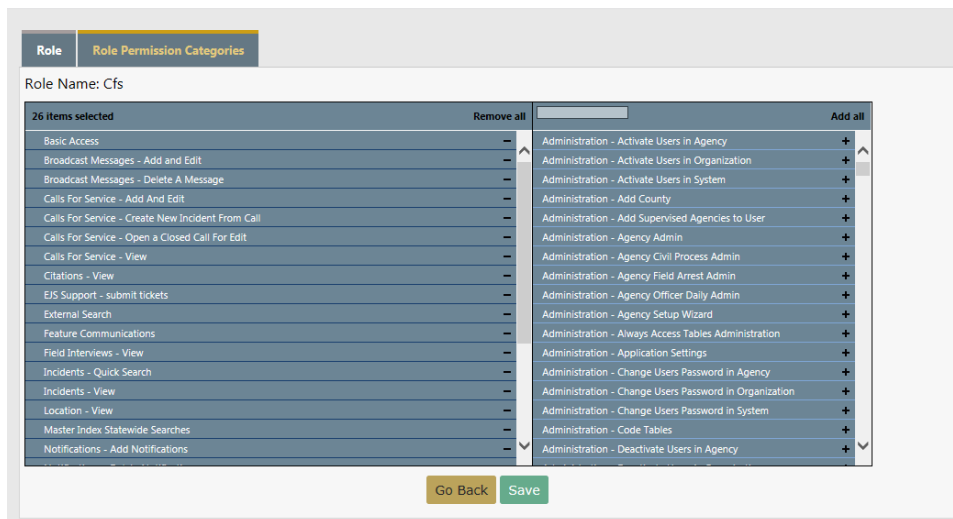 Role
Role Permission Categories
Role Name: Cfs
26 items selected
Remove all
Basic Access
Broadcast Messages - Add and Edit
Broadcast Messages - Delete A Message
Calls For Service - Add And Edit
Calls For Service - Create New Incident From Call
Calls For Service - Open a Closed Call For Edit
Calls For Service - View
Citations - View
EJS Support - submit tickets
External Search
Feature Communications
Field Interviews - View
Incidents - Quick Search
Incidents - View
Location - View
Master Index Statewide Searches
Notifications - Add Notifications
Add all
Administration - Activate Users in Agency
Administration - Activate Users in Organization
Administration - Activate Users in System
Administration - Add County
Administration - Add Supervised Agencies to User
Administration - Agency Admin
Administration - Agency Civil Process Admin
Administration - Agency Field Arrest Admin
Administration - Agency Officer Daily Admin
Administration - Agency Setup Wizard
Administration - Always Access Tables Administration
Administration - Application Settings
Administration - Change Users Password in Agency
Administration - Change Users Password in Organization
Administration - Change Users Password in System
Administration - Code Tables
Administration - Deactivate Users in Agency
Go Back
Save